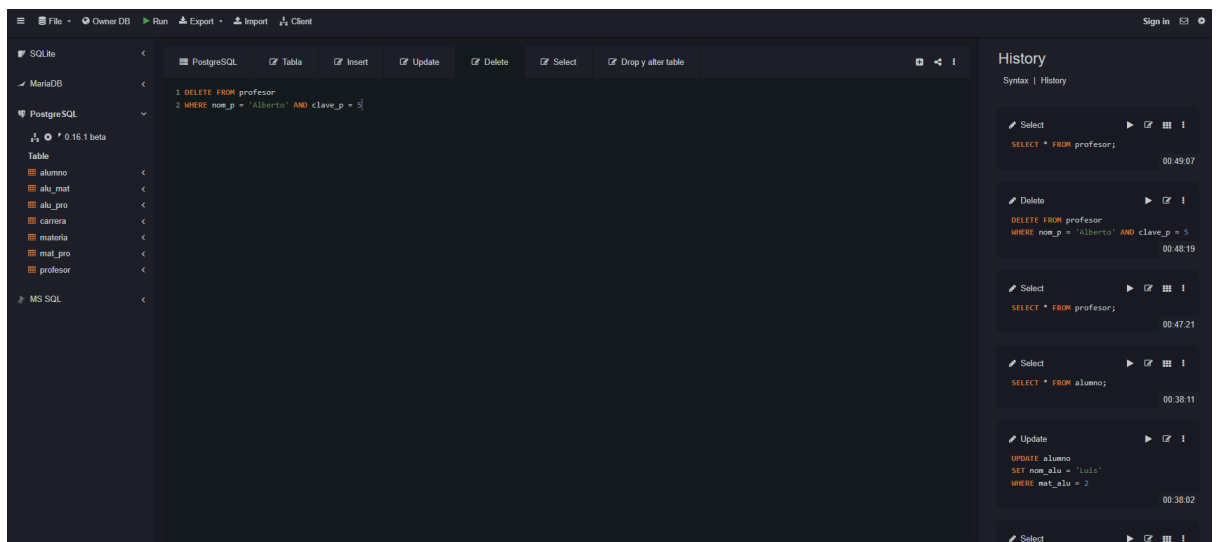 File Owner DB Run Export Import Client Sign in
SQLite
MariaDB
PostgreSQL
0.16.1 beta
Table
alumno
alu_mat
alu_pro
carrera
materia
mat_pro
profesor
MS SQL
PostgreSQL Tabla Insert Update Delete Select Drop y alter table
1 DELETE FROM profesor
2 WHERE nom_p = 'Alberto' AND clave_p = 5
History
Syntax | History
Select
SELECT * FROM profesor;
00:49:07
Delete
DELETE FROM profesor
WHERE nom_p = 'Alberto' AND clave_p = 5
00:48:19
Select
SELECT * FROM profesor;
00:47:21
Select
SELECT * FROM alumno;
00:38:11
Update
UPDATE alumno
SET nom_alu = 'Luis'
WHERE mat_alu = 2
00:38:02
Select